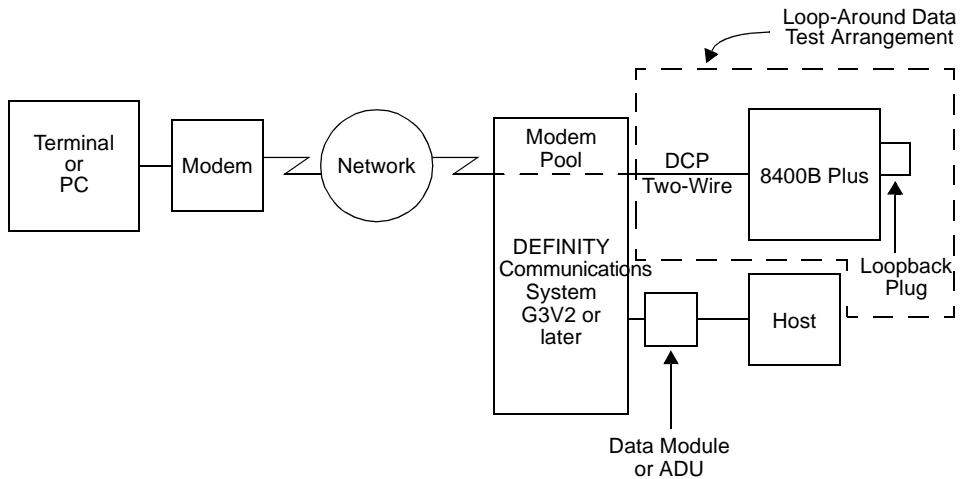 Loop-Around Data
Test Arrangement
Terminal
or
PC
Modem
Network
Modem
Pool
DCP
Two-Wire
8400B Plus
DEFINITY
Communications
System
G3V2 or
later
Loopback
Plug
Host
Data Module
or ADU